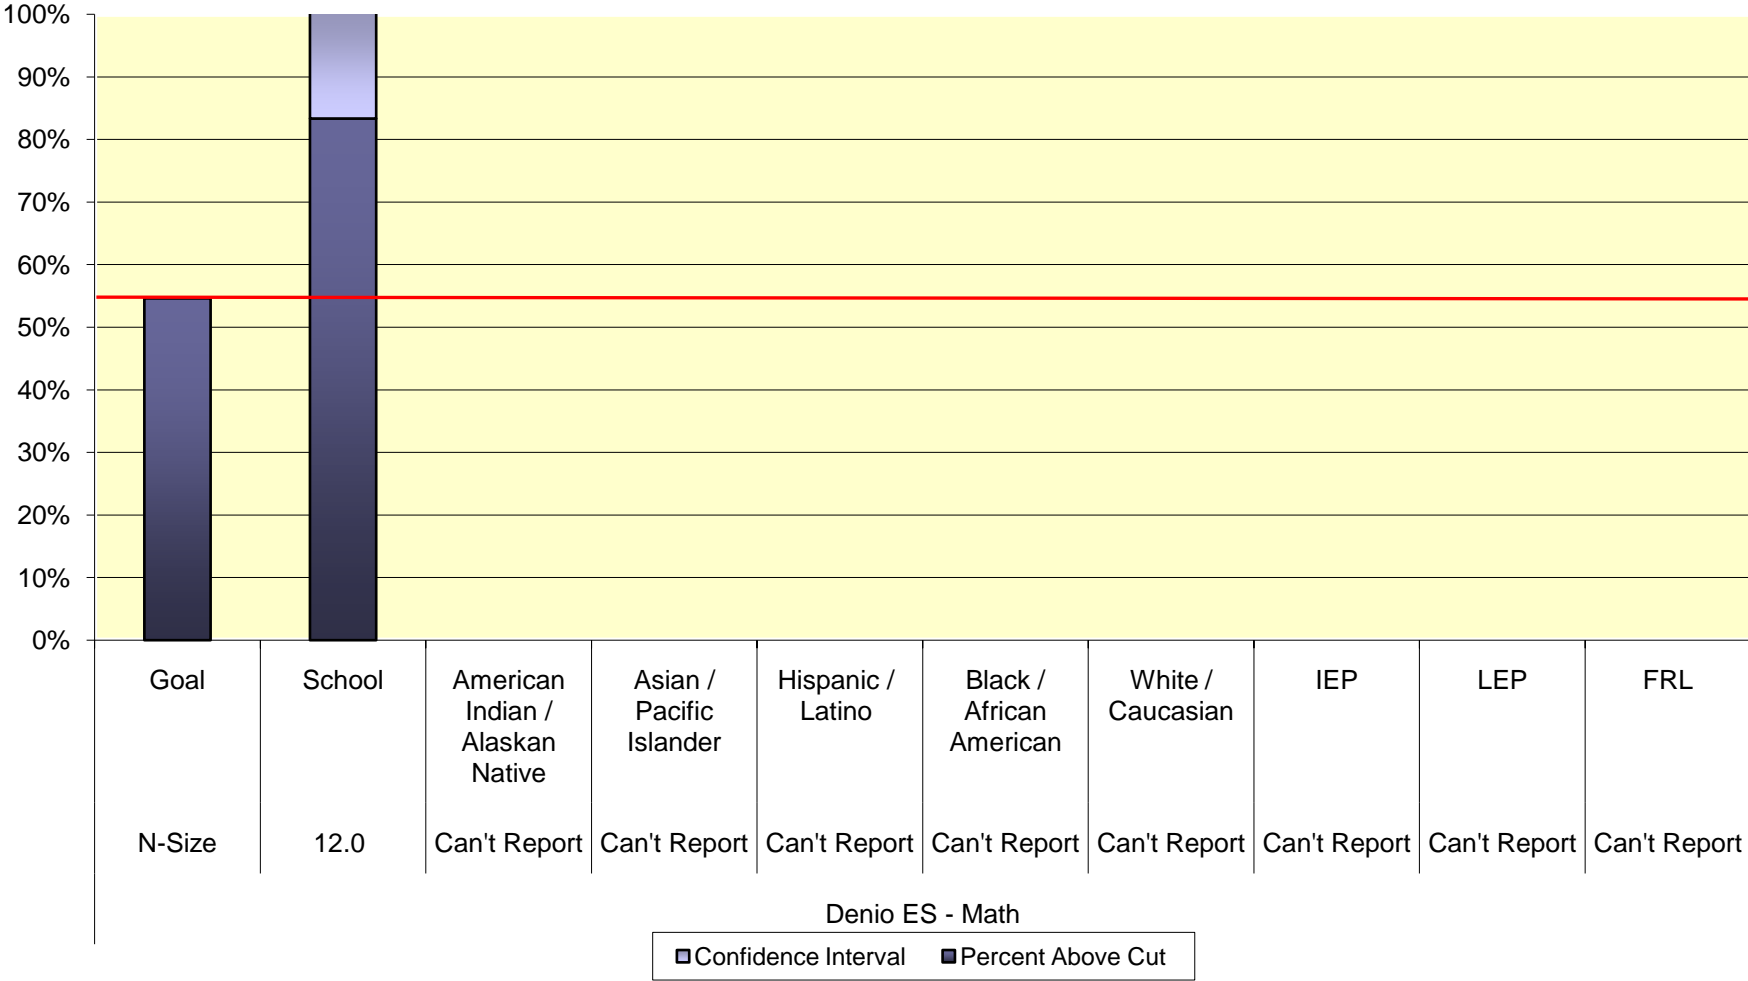 100%
90%
80%
70%
60%
50%
40%
30%
20%
10%
0%
Goal
School
American
Indian /
Alaskan
Native
Asian /
Pacific
Islander
Hispanic /
Latino
Black /
African
American
White /
Caucasian
IEP
LEP
FRL
N-Size
12.0
Can't Report
Can't Report
Can't Report
Can't Report
Can't Report
Can't Report
Can't Report
Can't Report
Denio ES - Math
Confidence Interval
Percent Above Cut